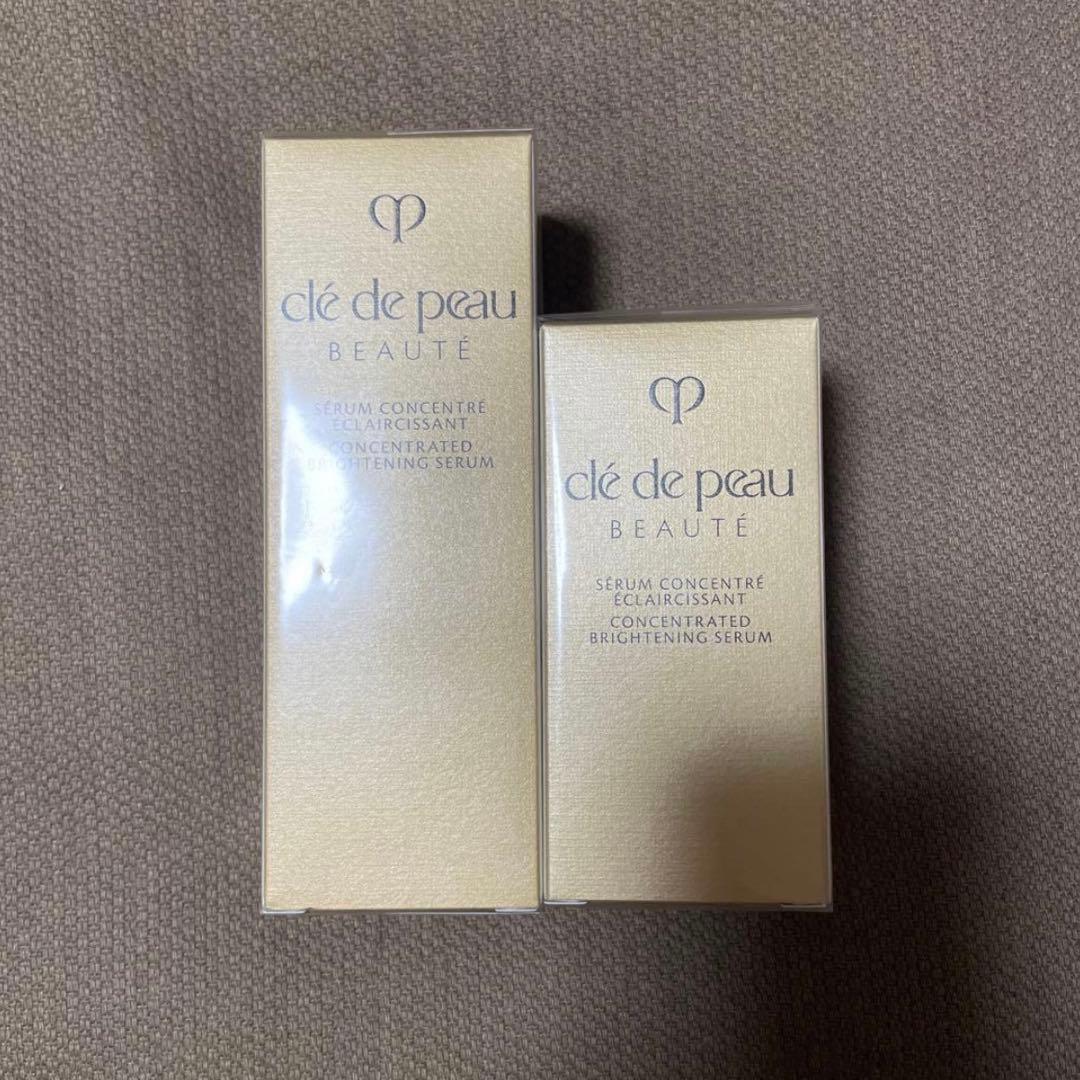 clé de peau
BEAUTÉ
SÉRUM CONCENTRÉ
ÉCLAIRCISSANT
CONCENTRATED
BRIGHTENING SERUM
clé de peau
BEAUTÉ
SÉRUM CONCENTRÉ
ÉCLAIRCISSANT
CONCENTRATED
BRIGHTENING SERUM